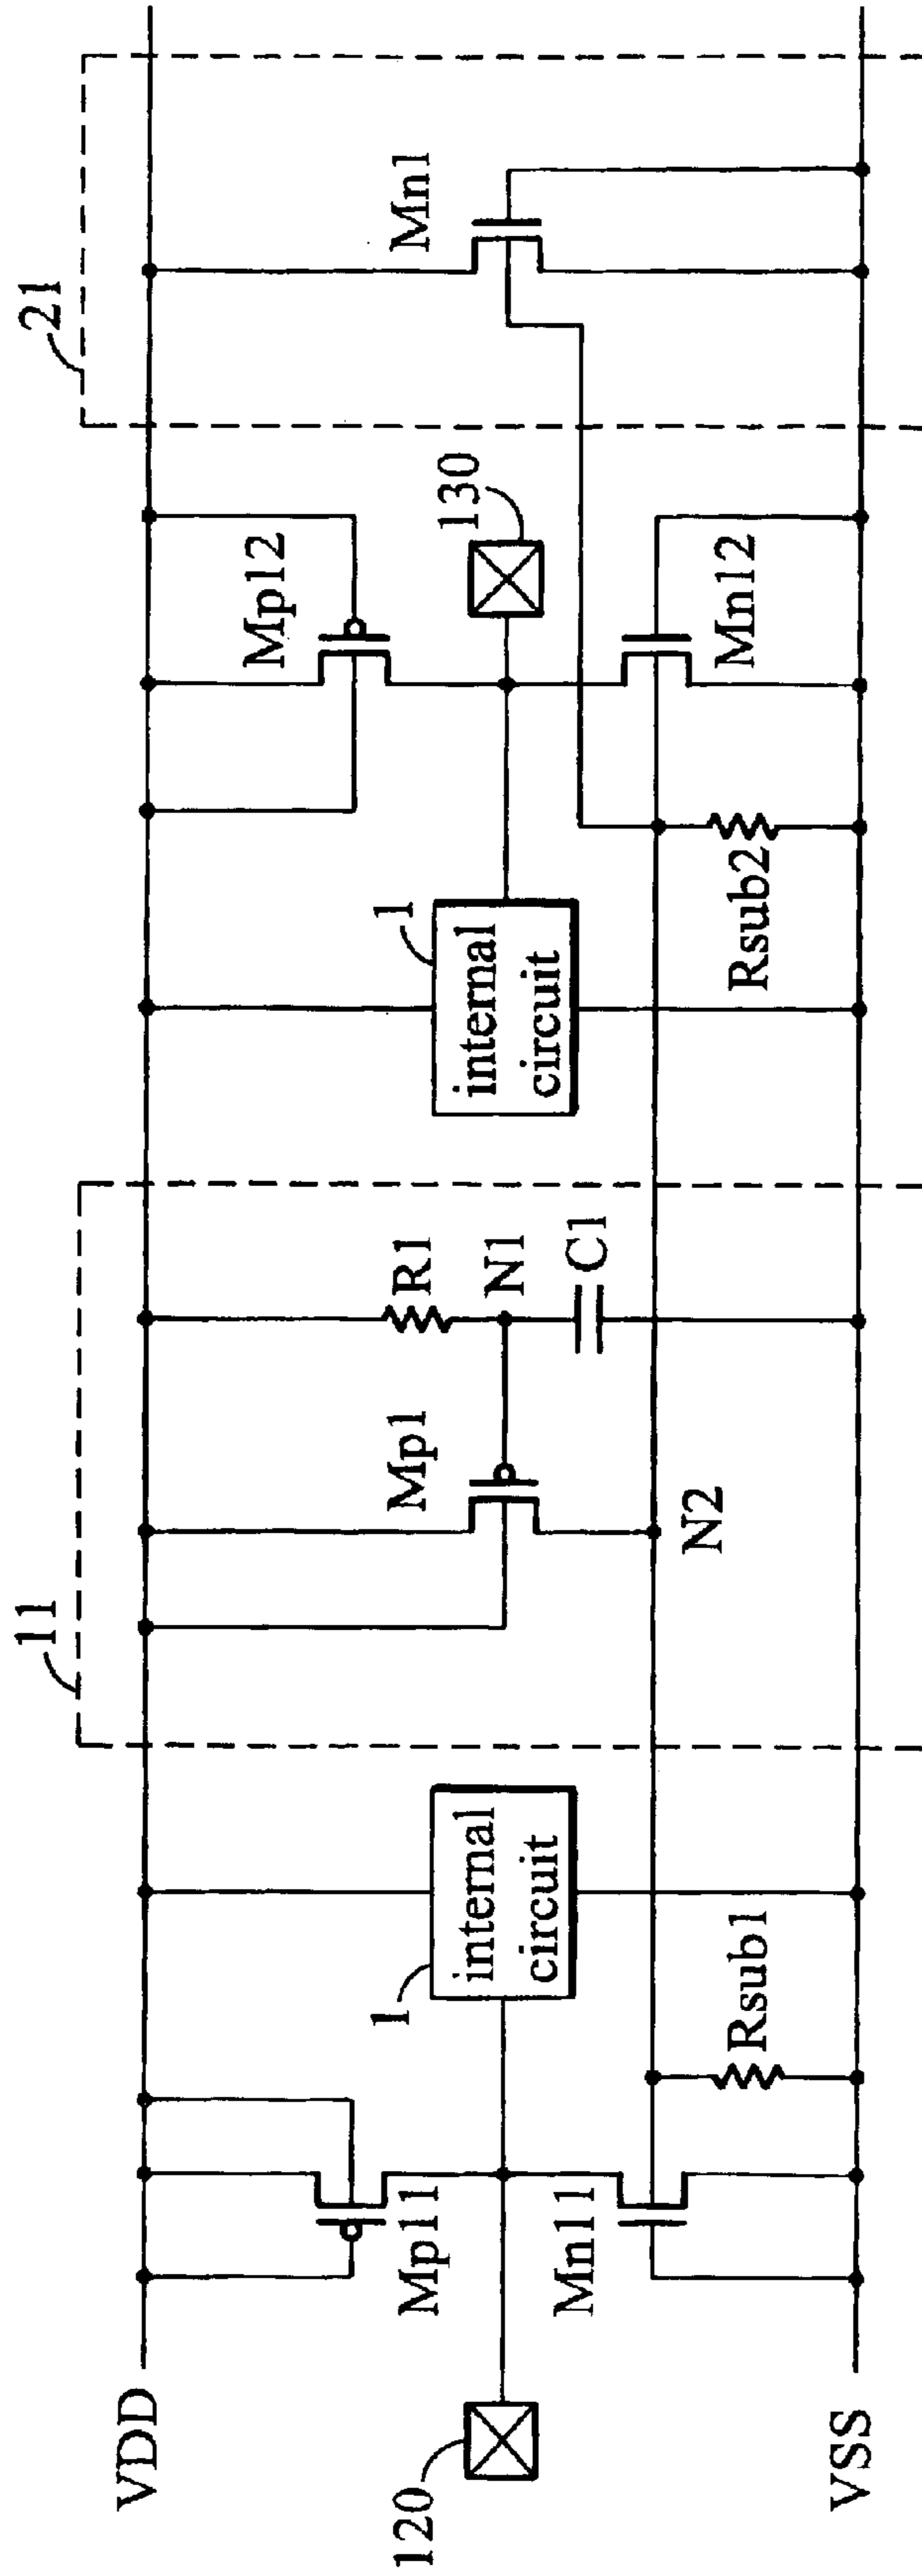 11
21
VDD
Mp11
Mp1
R1
N1
C1
Mp12
Mn1
120
1
internal
circuit
1
internal
circuit
130
Mn11
Rsub1
N2
Rsub2
Mn12
VSS